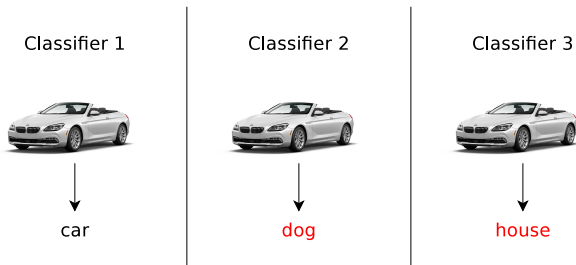 Classifier 1
car
Classifier 2
dog
Classifier 3
house